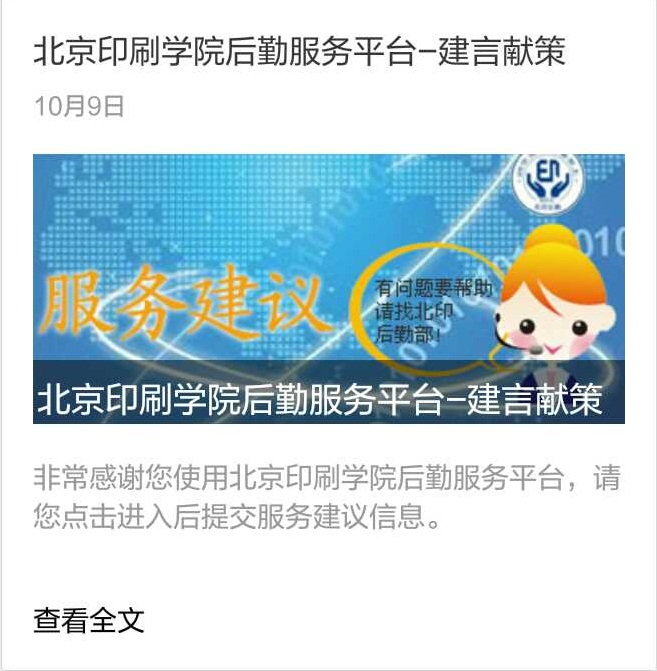 北京印刷学院后勤服务平台-建言献策
10月9日
服务建议
有问题要帮助
请找北印
后勤部!
北京印刷学院后勤服务平台-建言献策
非常感谢您使用北京印刷学院后勤服务平台，请
您点击进入后提交服务建议信息。
查看全文